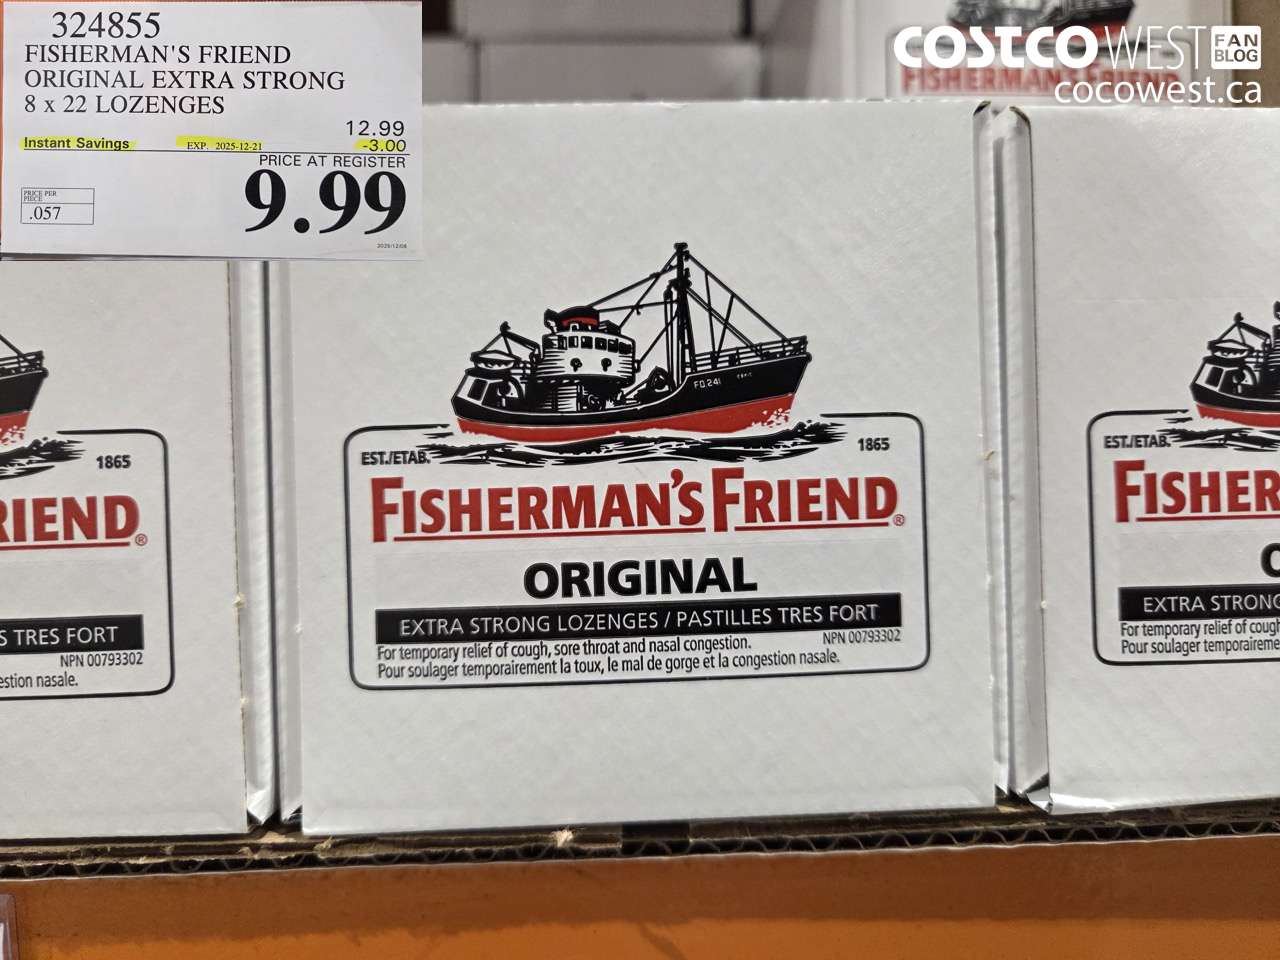 324855
FISHERMAN'S FRIEND
ORIGINAL EXTRA STRONG
8 x 22 LOZENGES
12.99
Instant Savings EXP. 2025-12-21 -3.00
PRICE AT REGISTER
9.99
PRICE PER
PIECE
.057
2025/12/08
COSTCO WEST FAN BLOG
FISHERMAN'S FRIEND
cocowest.ca
FD.241
EST./ETAB. 1865
FISHERMAN'S FRIEND®
ORIGINAL
EXTRA STRONG LOZENGES / PASTILLES TRES FORT
For temporary relief of cough, sore throat and nasal congestion. NPN 00793302
Pour soulager temporairement la toux, le mal de gorge et la congestion nasale.
1865
RIEND®
S TRES FORT
NPN 00793302
estion nasale.
EST./ETAB.
FISHER
O
EXTRA STRONG
For temporary relief of cough
Pour soulager temporaireme